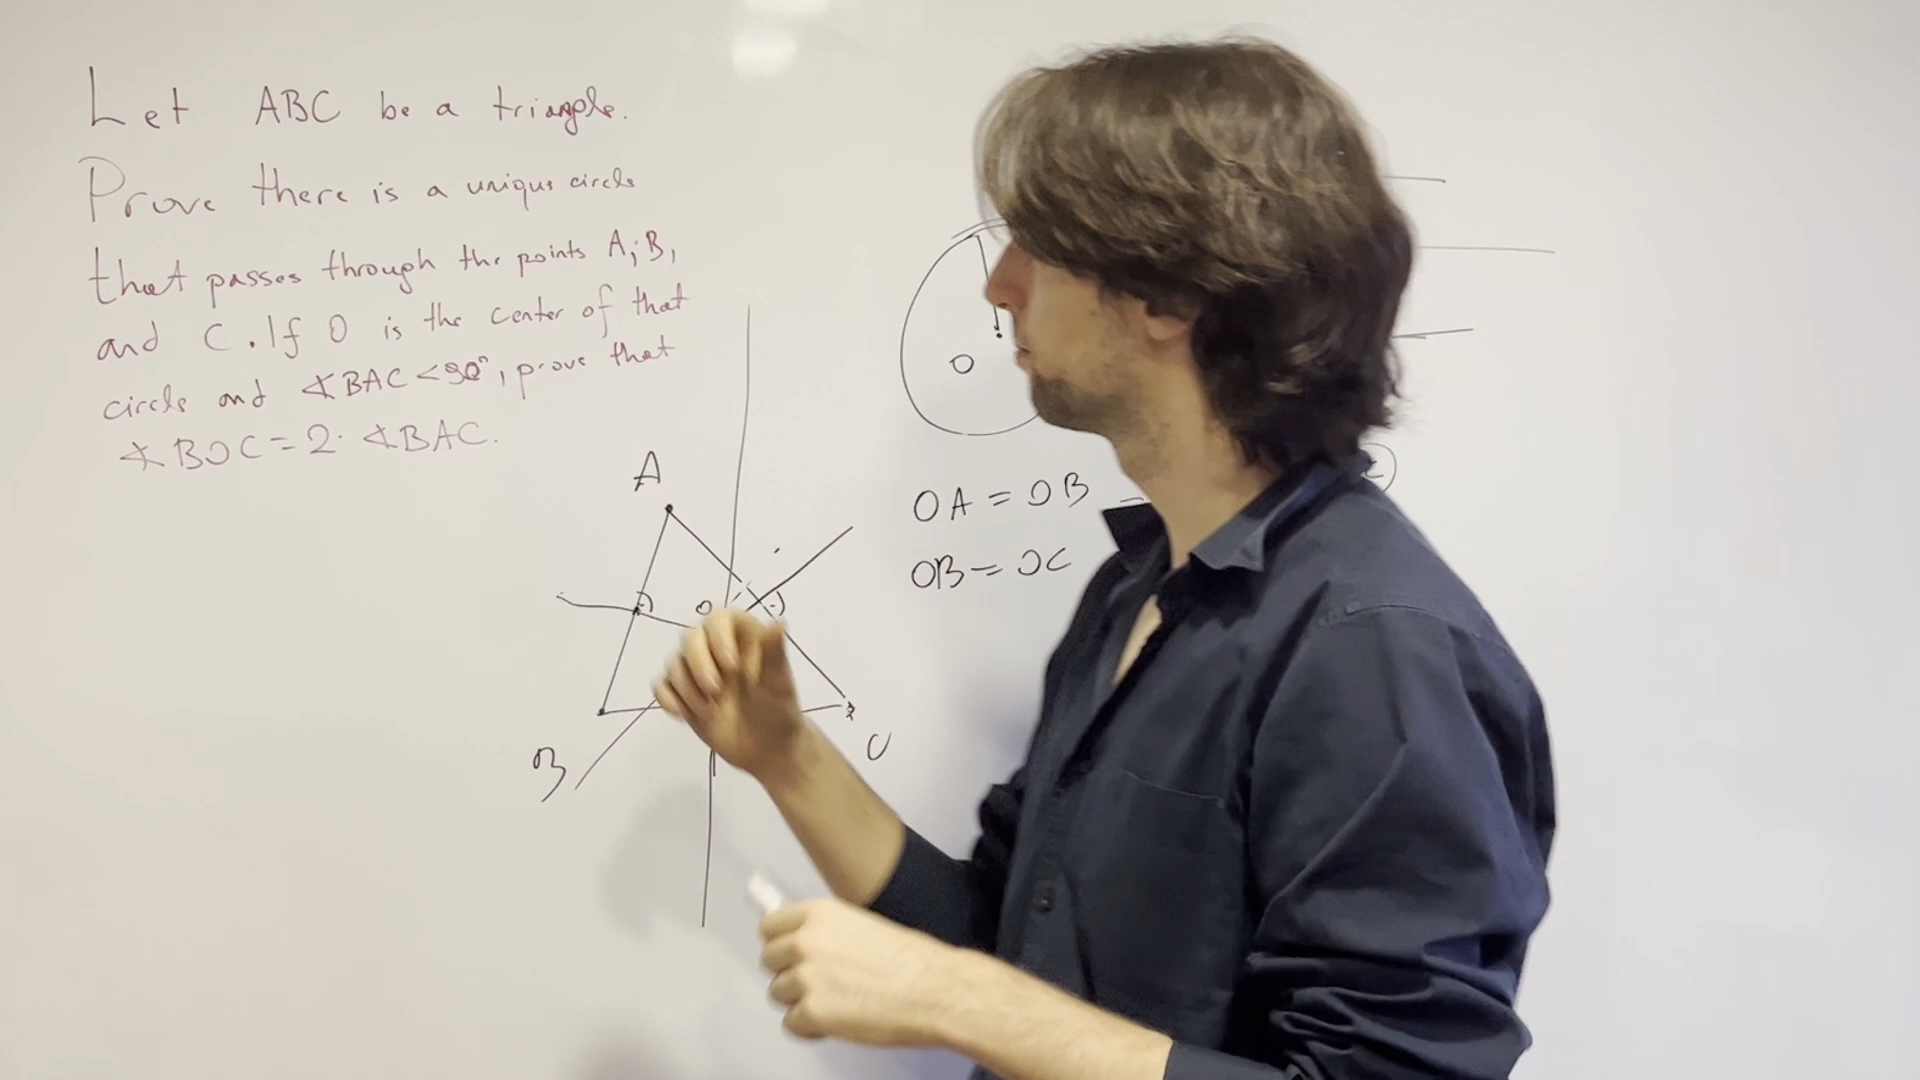 Let ABC be a triangle.
Prove there is a unique circle
that passes through the points A, B,
and C. If O is the center of that
circle and ∢BAC < 90°, prove that
∢BOC = 2 · ∢BAC.
A
O
OA = OB =
OB = OC
O
B
C